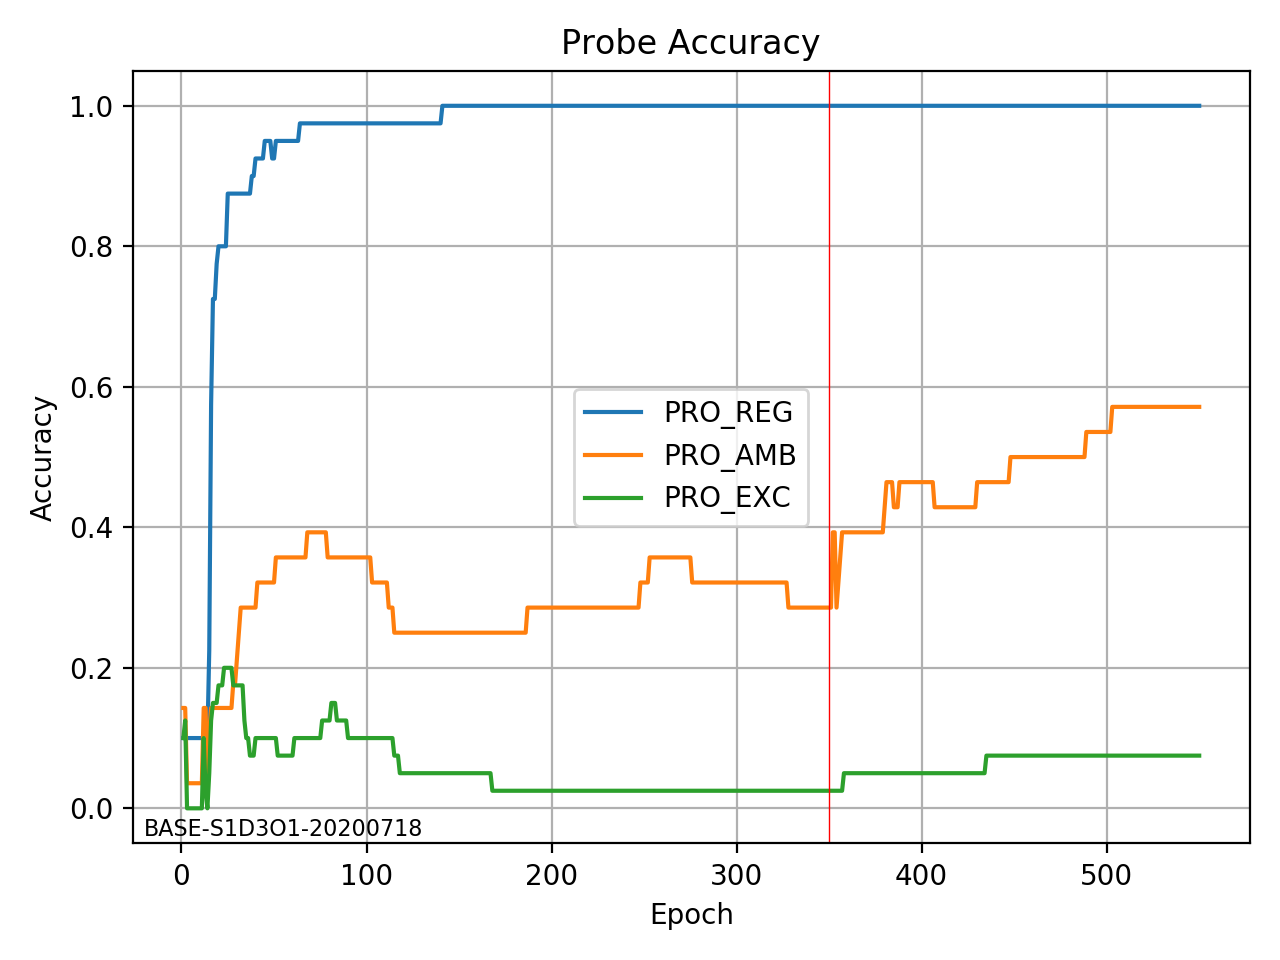 Probe Accuracy
1.0
0.8
0.6
0.4
0.2
0.0
Accuracy
PRO_REG
PRO_AMB
PRO_EXC
BASE-S1D3O1-20200718
0 100 200 300 400 500
Epoch